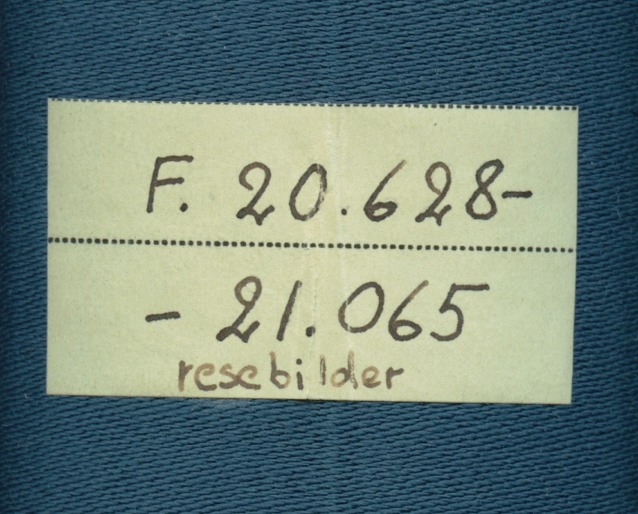 F. 20.628-
- 21.065
resebilder